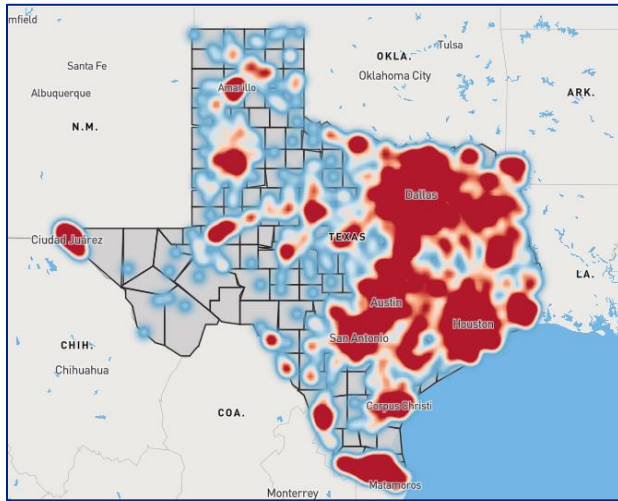 mfield
Tulsa
OKLA.
Santa Fe
Oklahoma City
Amarillo
Albuquerque
ARK.
N.M.
Dallas
Ciudad Juárez
TEXAS
LA.
Austin
Houston
San Antonio
CHIH.
Chihuahua
Corpus Christi
COA.
Matamoros
Monterrey